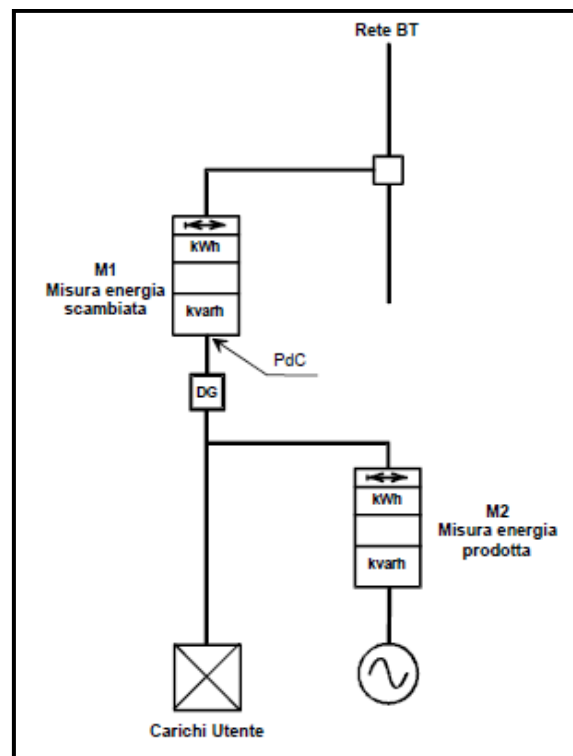 Rete BT
kWh
M1
Misura energia
scambiata
kvarh
PdC
DG
kWh
M2
Misura energia
prodotta
kvarh
Carichi Utente